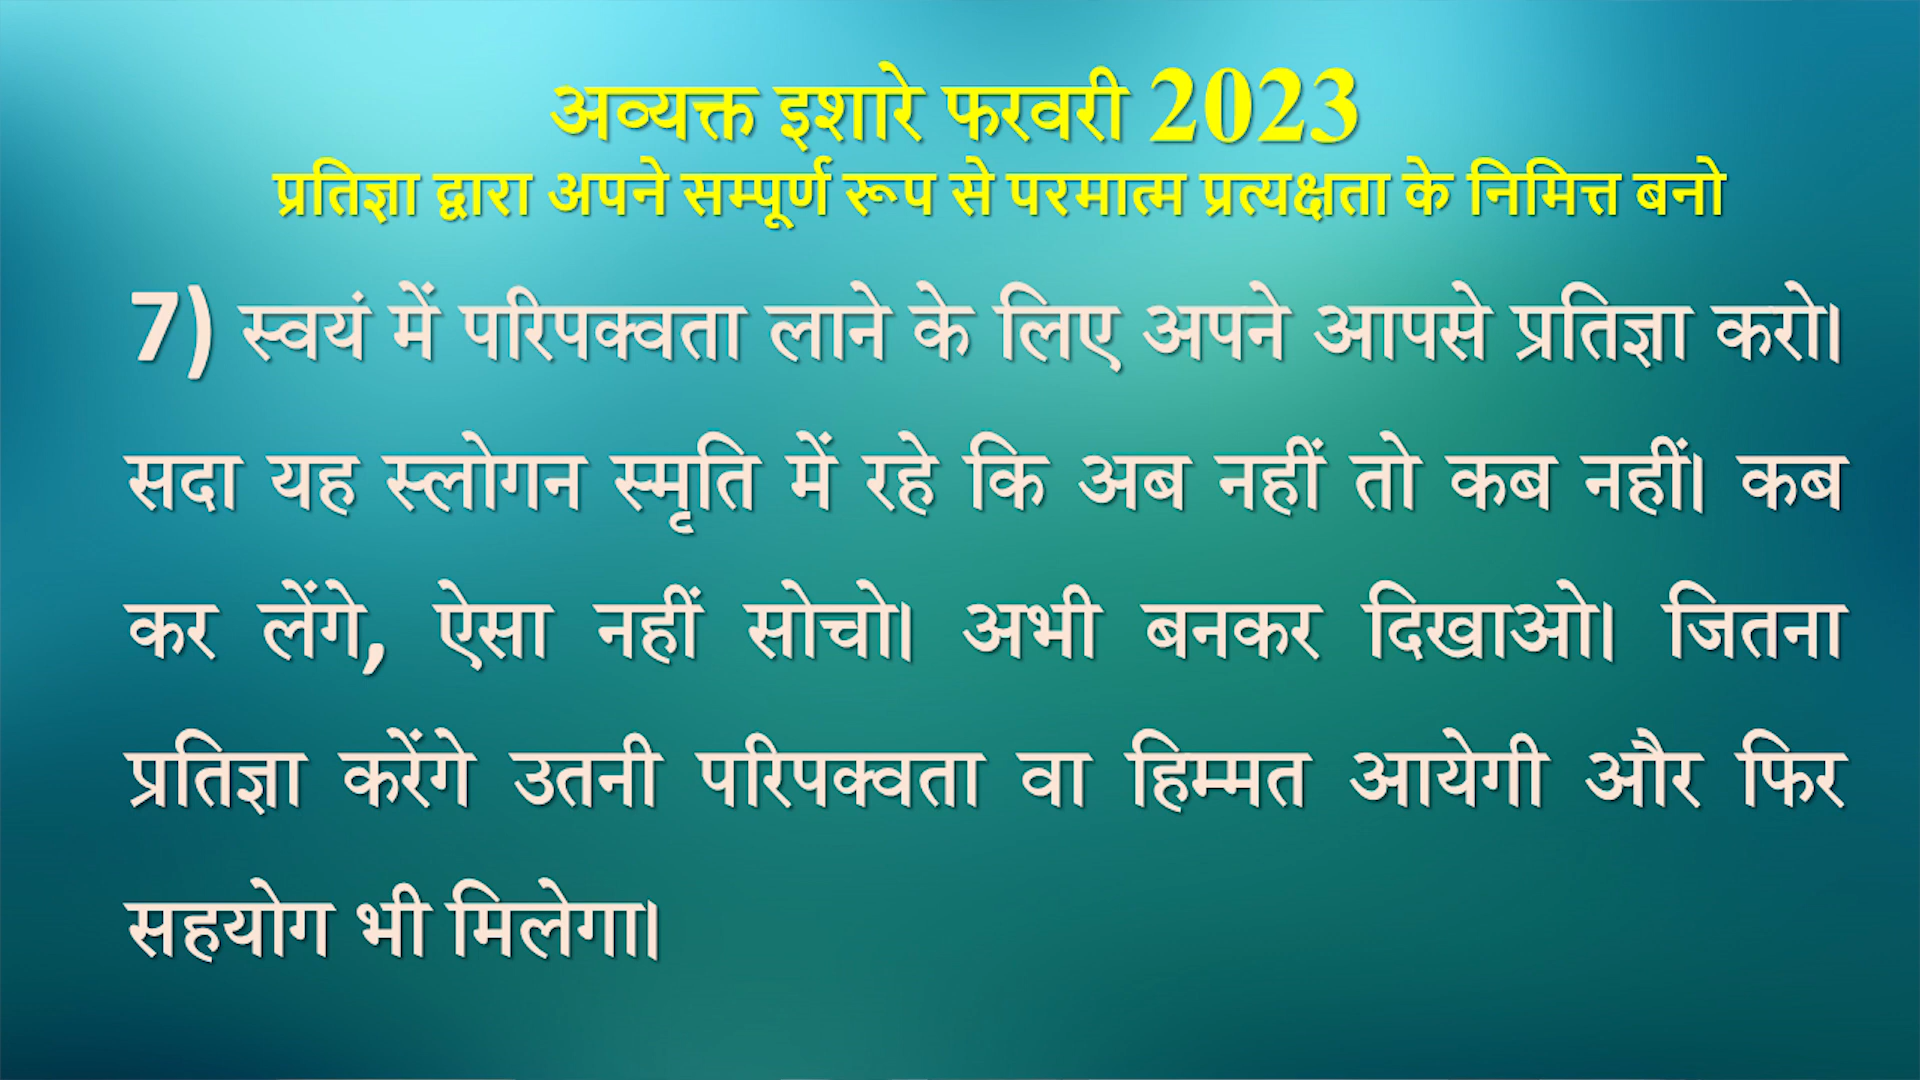 अव्यक्त इशारे फरवरी 2023
प्रतिज्ञा द्वारा अपने सम्पूर्ण रूप से परमात्म प्रत्यक्षता के निमित्त बनो
7) स्वयं में परिपक्वता लाने के लिए अपने आपसे प्रतिज्ञा करो।
सदा यह स्लोगन स्मृति में रहे कि अब नहीं तो कब नहीं। कब
कर लेंगे, ऐसा नहीं सोचो। अभी बनकर दिखाओ। जितना
प्रतिज्ञा करेंगे उतनी परिपक्वता वा हिम्मत आयेगी और फिर
सहयोग भी मिलेगा।